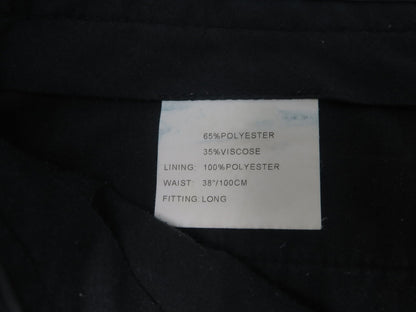 65%POLYESTER
35%VISCOSE
LINING: 100%POLYESTER
WAIST: 38"/100CM
FITTING: LONG